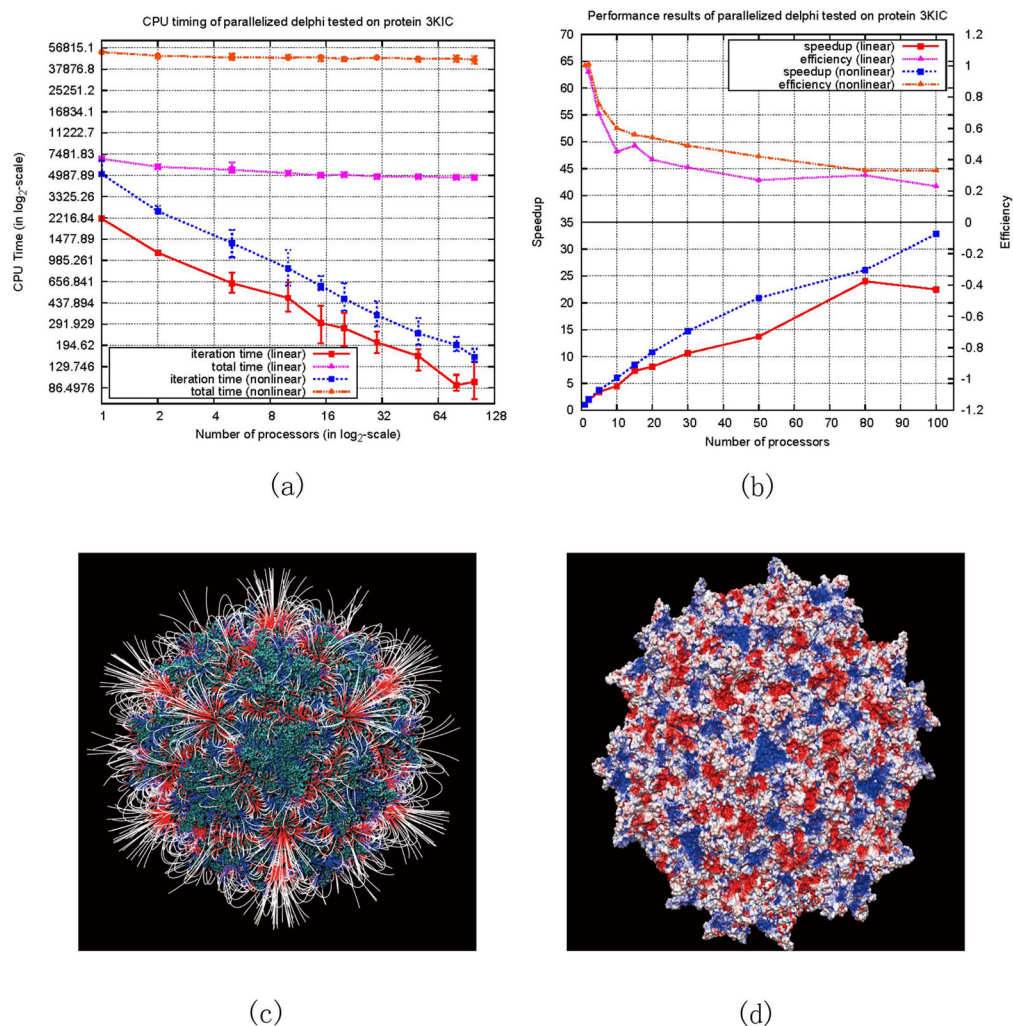 CPU timing of parallelized delphi tested on protein 3KIC
56815.1
37876.8
25251.2
16834.1
11222.7
7481.83
4987.89
3325.26
2216.84
1477.89
985.261
656.841
437.894
291.929
194.62
129.746
86.4976
CPU Time (in log2-scale)
iteration time (linear)
total time (linear)
iteration time (nonlinear)
total time (nonlinear)
1 2 4 8 16 32 64 128
Number of processors (in log2-scale)
(a)
Performance results of parallelized delphi tested on protein 3KIC
70
65
60
55
50
45
40
35
30
25
20
15
10
5
0
Speedup
speedup (linear)
efficiency (linear)
speedup (nonlinear)
efficiency (nonlinear)
1.2
1
0.8
0.6
0.4
0.2
0
-0.2
-0.4
-0.6
-0.8
-1
-1.2
Efficiency
0 10 20 30 40 50 60 70 80 90 100
Number of processors
(b)
(c)
(d)